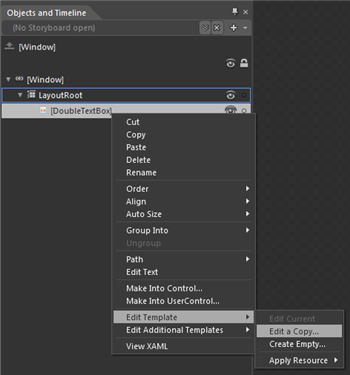 Objects and Timeline
(No Storyboard open)
[Window]
[Window]
LayoutRoot
[DoubleTextBox]
Cut
Copy
Paste
Delete
Rename
Order
Align
Auto Size
Group Into
Ungroup
Path
Edit Text
Make Into Control...
Make Into UserControl...
Edit Template
Edit Additional Templates
View XAML
Edit Current
Edit a Copy...
Create Empty...
Apply Resource